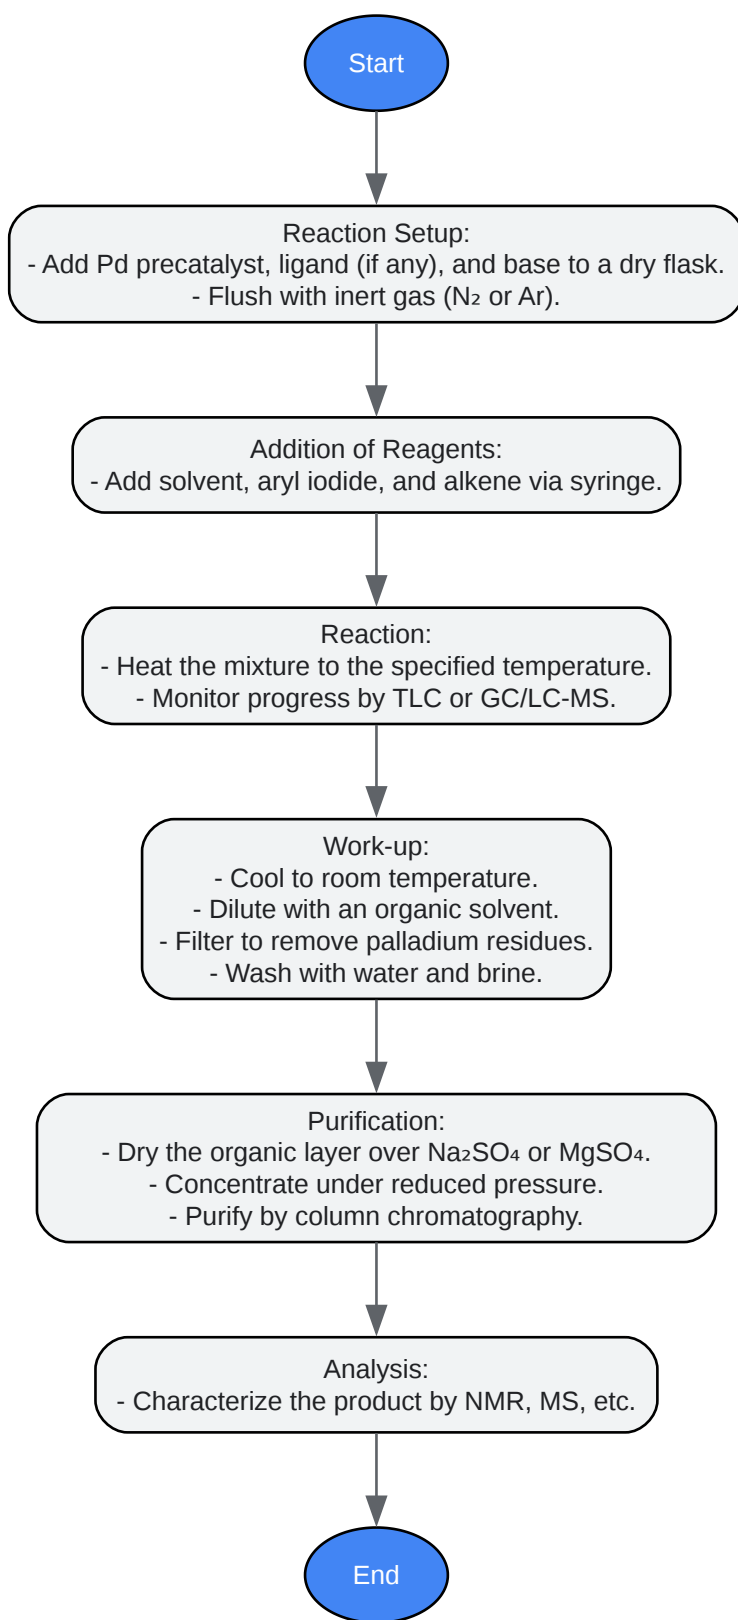 Start
Reaction Setup:
- Add Pd precatalyst, ligand (if any), and base to a dry flask.
- Flush with inert gas (N₂ or Ar).
Addition of Reagents:
- Add solvent, aryl iodide, and alkene via syringe.
Reaction:
- Heat the mixture to the specified temperature.
- Monitor progress by TLC or GC/LC-MS.
Work-up:
- Cool to room temperature.
- Dilute with an organic solvent.
- Filter to remove palladium residues.
- Wash with water and brine.
Purification:
- Dry the organic layer over Na₂SO₄ or MgSO₄.
- Concentrate under reduced pressure.
- Purify by column chromatography.
Analysis:
- Characterize the product by NMR, MS, etc.
End